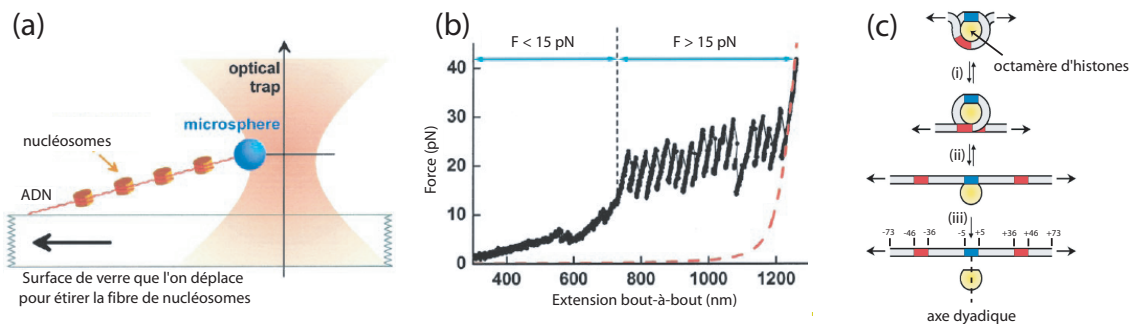 (a)
optical
trap
microsphere
nucléosomes
ADN
Surface de verre que l'on déplace
pour étirer la fibre de nucléosomes
(b)
F < 15 pN
F > 15 pN
40
30
20
10
0
Force (pN)
400
600
800
1000
1200
Extension bout-à-bout (nm)
(c)
octamère d'histones
(i)
(ii)
(iii)
-73 -46 -36 -5 +5 +36 +46 +73
axe dyadique